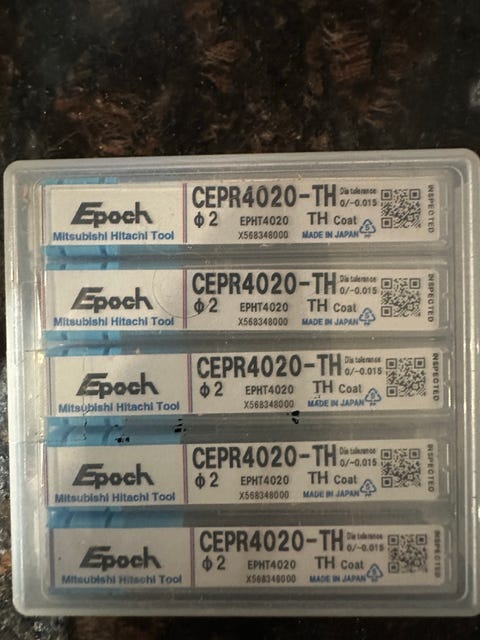 Epoch
Mitsubishi Hitachi Tool
CEPR4020-TH
Dia tolerance
0/-0.015
Φ2
EPHT4020
TH Coat
X568348000
MADE IN JAPAN
INSPECTED
Epoch
Mitsubishi Hitachi Tool
CEPR4020-TH
Dia tolerance
0/-0.015
Φ2
EPHT4020
TH Coat
X568348000
MADE IN JAPAN
INSPECTED
Epoch
Mitsubishi Hitachi Tool
CEPR4020-TH
Dia tolerance
0/-0.015
Φ2
EPHT4020
TH Coat
X568348000
MADE IN JAPAN
INSPECTED
Epoch
Mitsubishi Hitachi Tool
CEPR4020-TH
Dia tolerance
0/-0.015
Φ2
EPHT4020
TH Coat
X568348000
MADE IN JAPAN
INSPECTED
Epoch
Mitsubishi Hitachi Tool
CEPR4020-TH
Dia tolerance
0/-0.015
Φ2
EPHT4020
TH Coat
X568348000
MADE IN JAPAN
INSPECTED